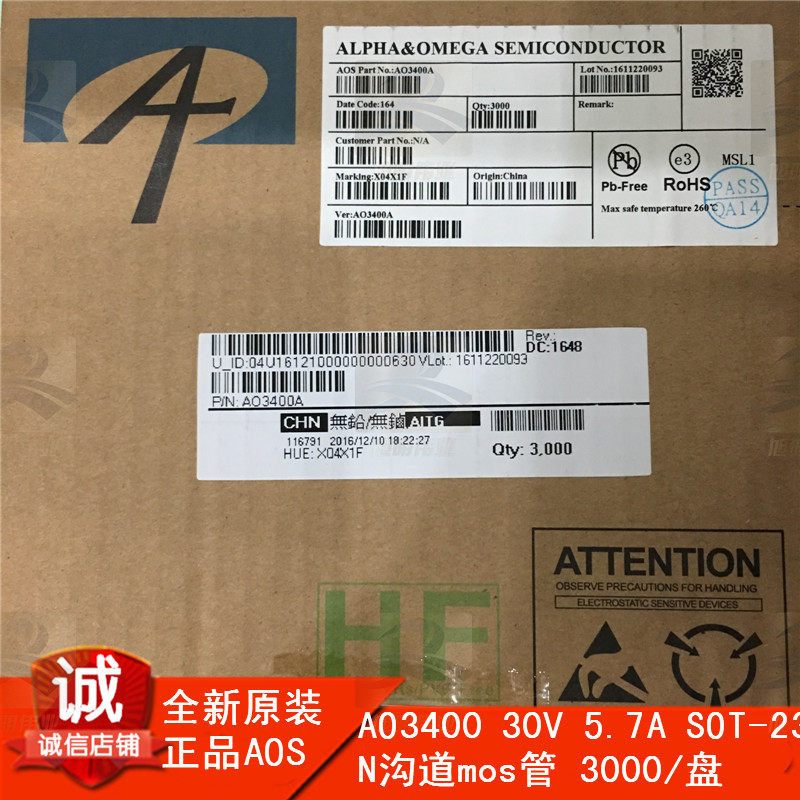 ALPHA&OMEGA SEMICONDUCTOR
AOS Part No.:AO3400A
Lot No.:1611220093
Date Code:164
Qty:3000
Remark:
Customer Part No.:N/A
Marking:X04X1F
Origin:China
Ver:AO3400A
Pb
e3
MSL1
Pb-Free
RoHS
PASS
QA14
Max safe temperature 260℃
Rev.:
U_ID:04U16121000000000630 VLot.: 1611220093
DC:1648
P/N: AO3400A
CHN 無鉛/無鹵 AITG
116791 2016/12/10 18:22:27
HUE: X04X1F
Qty: 3,000
HF
ATTENTION
OBSERVE PRECAUTIONS FOR HANDLING
ELECTROSTATIC SENSITIVE DEVICES
诚
诚信店铺
全新原装
正品AOS
AO3400 30V 5.7A SOT-23
N沟道mos管 3000/盘